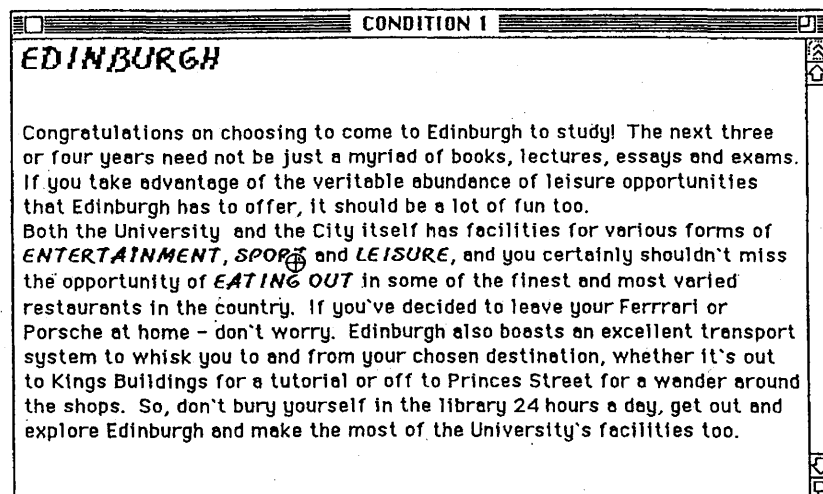 CONDITION 1
EDINBURGH
Congratulations on choosing to come to Edinburgh to study! The next three
or four years need not be just a myriad of books, lectures, essays and exams.
If you take advantage of the veritable abundance of leisure opportunities
that Edinburgh has to offer, it should be a lot of fun too.
Both the University and the City itself has facilities for various forms of
ENTERTAINMENT, SPORT and LEISURE, and you certainly shouldn't miss
the opportunity of EATING OUT in some of the finest and most varied
restaurants in the country. If you've decided to leave your Ferrrari or
Porsche at home - don't worry. Edinburgh also boasts an excellent transport
system to whisk you to and from your chosen destination, whether it's out
to Kings Buildings for a tutorial or off to Princes Street for a wander around
the shops. So, don't bury yourself in the library 24 hours a day, get out and
explore Edinburgh and make the most of the University's facilities too.